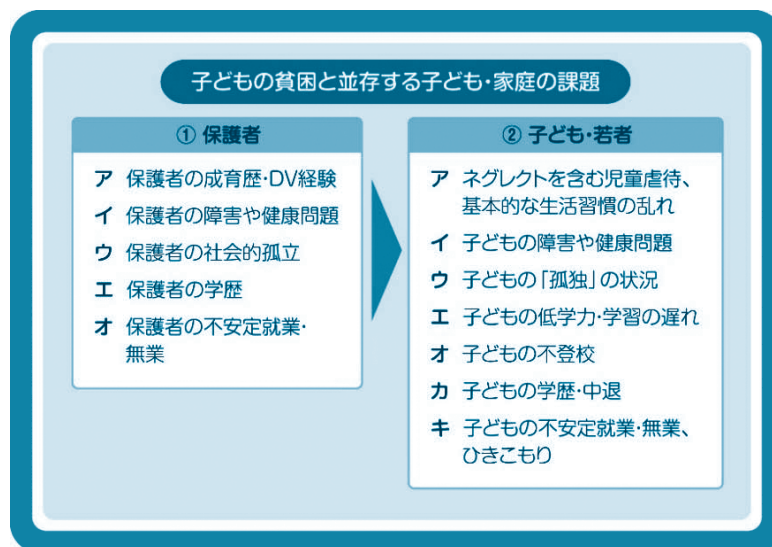 子どもの貧困と並存する子ども・家庭の課題
① 保護者
ア 保護者の成育歴・DV経験
イ 保護者の障害や健康問題
ウ 保護者の社会的孤立
エ 保護者の学歴
オ 保護者の不安定就業・
無業
② 子ども・若者
ア ネグレクトを含む児童虐待、
基本的な生活習慣の乱れ
イ 子どもの障害や健康問題
ウ 子どもの「孤独」の状況
エ 子どもの低学力・学習の遅れ
オ 子どもの不登校
カ 子どもの学歴・中退
キ 子どもの不安定就業・無業、
ひきこもり